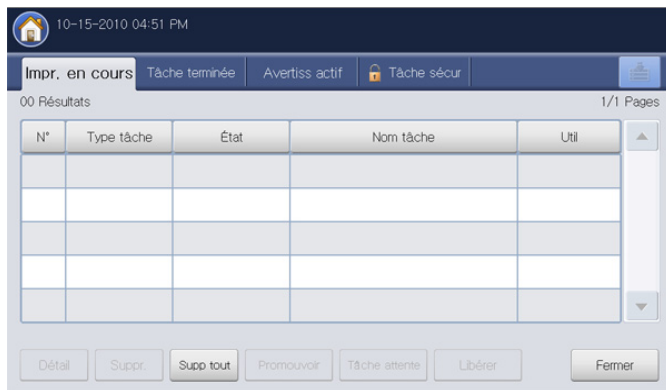 10-15-2010 04:51 PM
Impr. en cours Tâche terminée Avertiss actif Tâche sécur
00 Résultats 1/1 Pages
N° Type tâche État Nom tâche Util
Détail Suppr. Supp tout Promouvoir Tâche attente Libérer Fermer